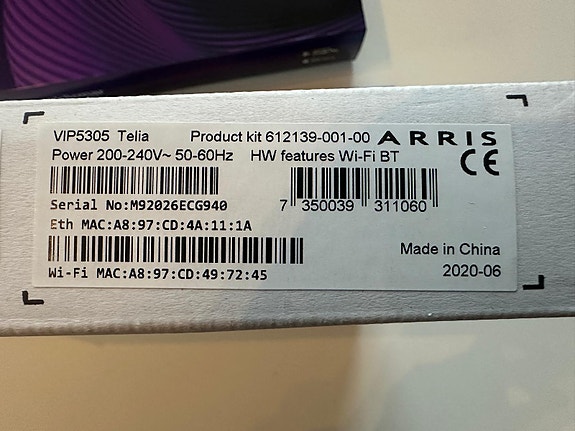 VIP5305 Telia Product kit 612139-001-00 ARRIS
Power 200-240V~ 50-60Hz HW features Wi-Fi BT CE
Serial No:M92026ECG940
7 350039 311060
Eth MAC:A8:97:CD:4A:11:1A
Wi-Fi MAC:A8:97:CD:49:72:45
Made in China
2020-06